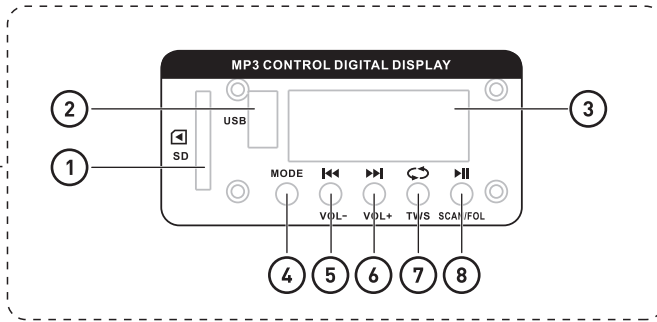 MP3 CONTROL DIGITAL DISPLAY
2
3
USB
SD
1
MODE
VOL- VOL+ TWS SCAN/FOL
4 5 6 7 8